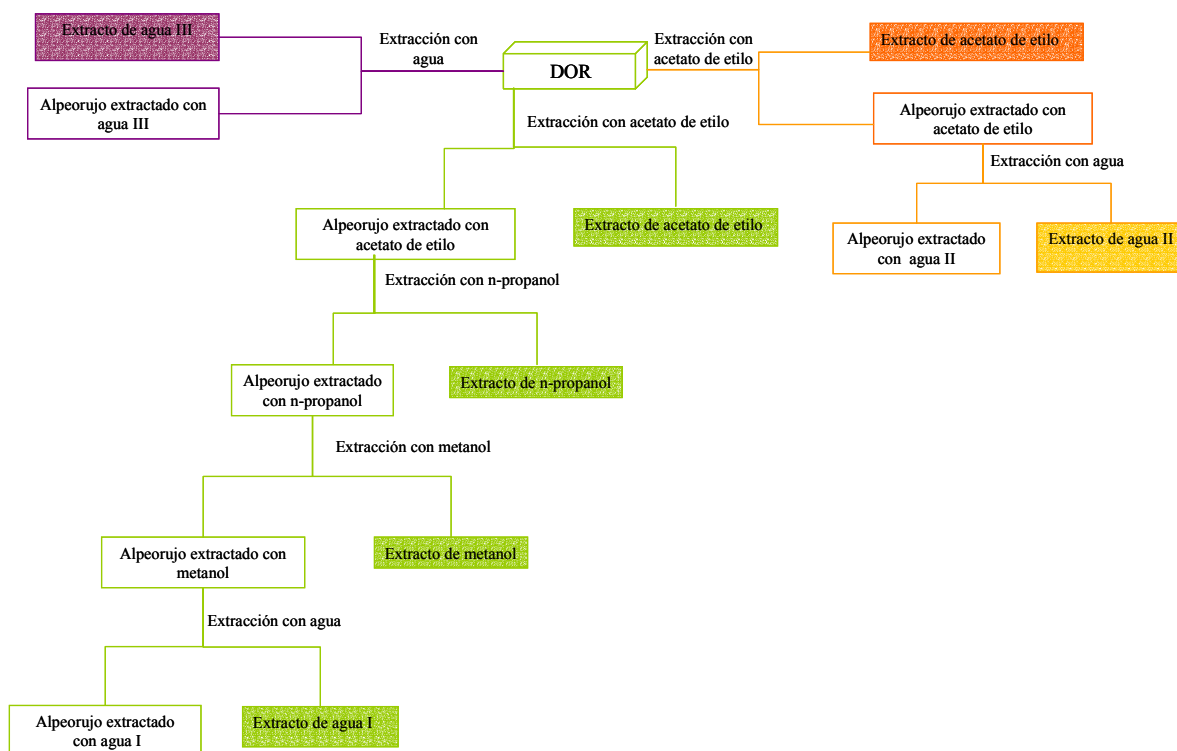 Extracto de agua III
Extracción con
agua
DOR
Extracción con
acetato de etilo
Extracto de acetato de etilo
Alpeorujo extractado con
agua III
Extracción con acetato de etilo
Alpeorujo extractado con
acetato de etilo
Extracción con agua
Alpeorujo extractado con
acetato de etilo
Extracto de acetato de etilo
Alpeorujo extractado
con agua II
Extracto de agua II
Extracción con n-propanol
Alpeorujo extractado
con n-propanol
Extracto de n-propanol
Extracción con metanol
Alpeorujo extractado con
metanol
Extracto de metanol
Extracción con agua
Alpeorujo extractado
con agua I
Extracto de agua I